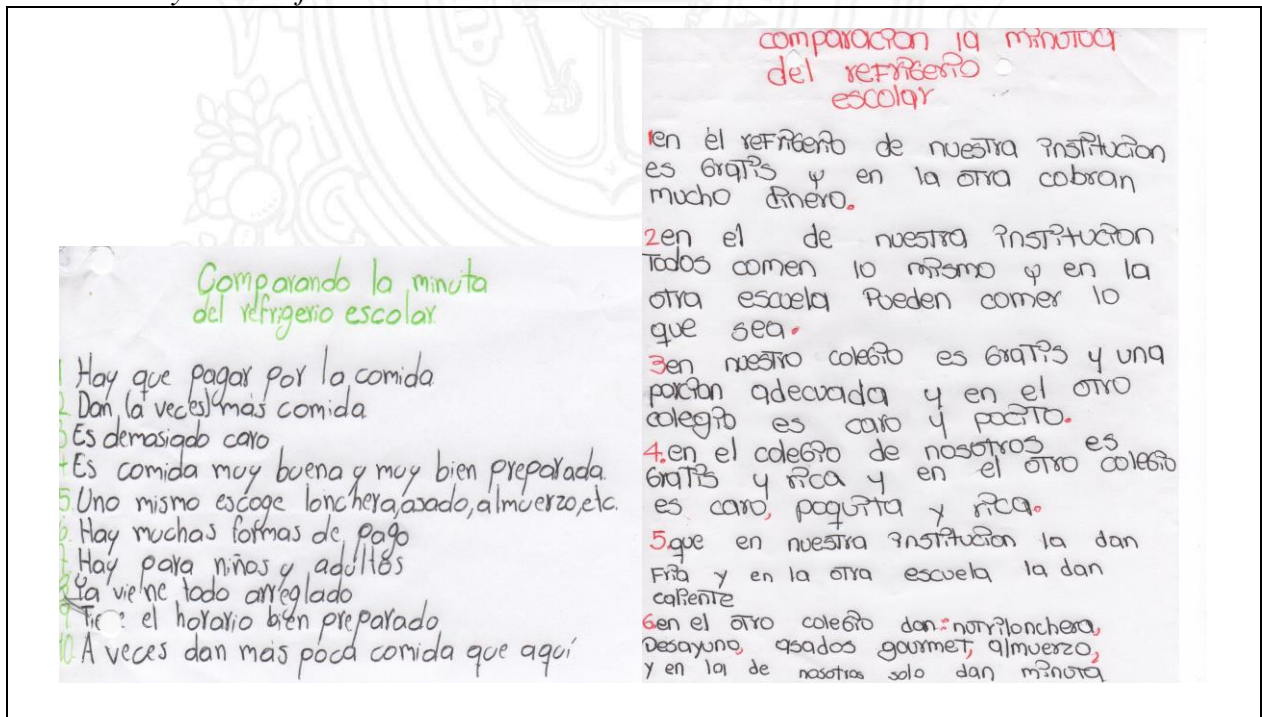 Comparando la minuta
del refrigerio escolar
1 Hay que pagar por la comida
2 Dan (a veces) mas comida
3 Es demasiado caro
4 Es comida muy buena y muy bien preparada.
5. Uno mismo escoge lonchera, asado, almuerzo, etc.
6. Hay muchas formas de pago
7 Hay para niños y adultos
8 Ya viene todo arreglado
9 Tiene el horario bien preparado
10 A veces dan mas poca comida que aquí
comparacion la minuta
del refrigerio
escolar
1en el refrigerio de nuestra institucion
es Gratis y en la otra cobran
mucho dinero.
2en el de nuestra institucion
Todos comen lo mismo y en la
otra escuela Pueden comer lo
que sea.
3en nuestro colegio es Gratis y una
porcion adecuada y en el otro
colegio es caro y pocito.
4.en el colegio de nosotros es
Gratis y rica y en el otro colegio
es caro, poquita y rica.
5.que en nuestra institucion la dan
Fria y en la otra escuela la dan
caliente
6en el otro colegio dan: nutrilonchera,
Desayuno, asados gourmet, almuerzo,
y en la de nosotros solo dan minuta